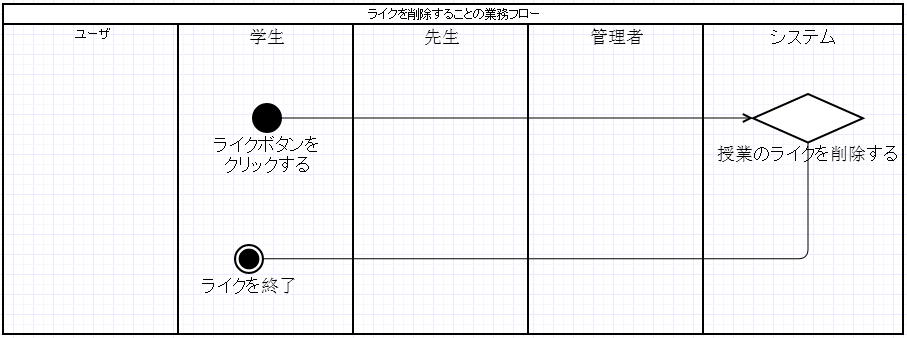 ライクを削除することの業務フロー
ユーザ
学生
先生
管理者
システム
ライクボタンを
クリックする
授業のライクを削除する
ライクを終了